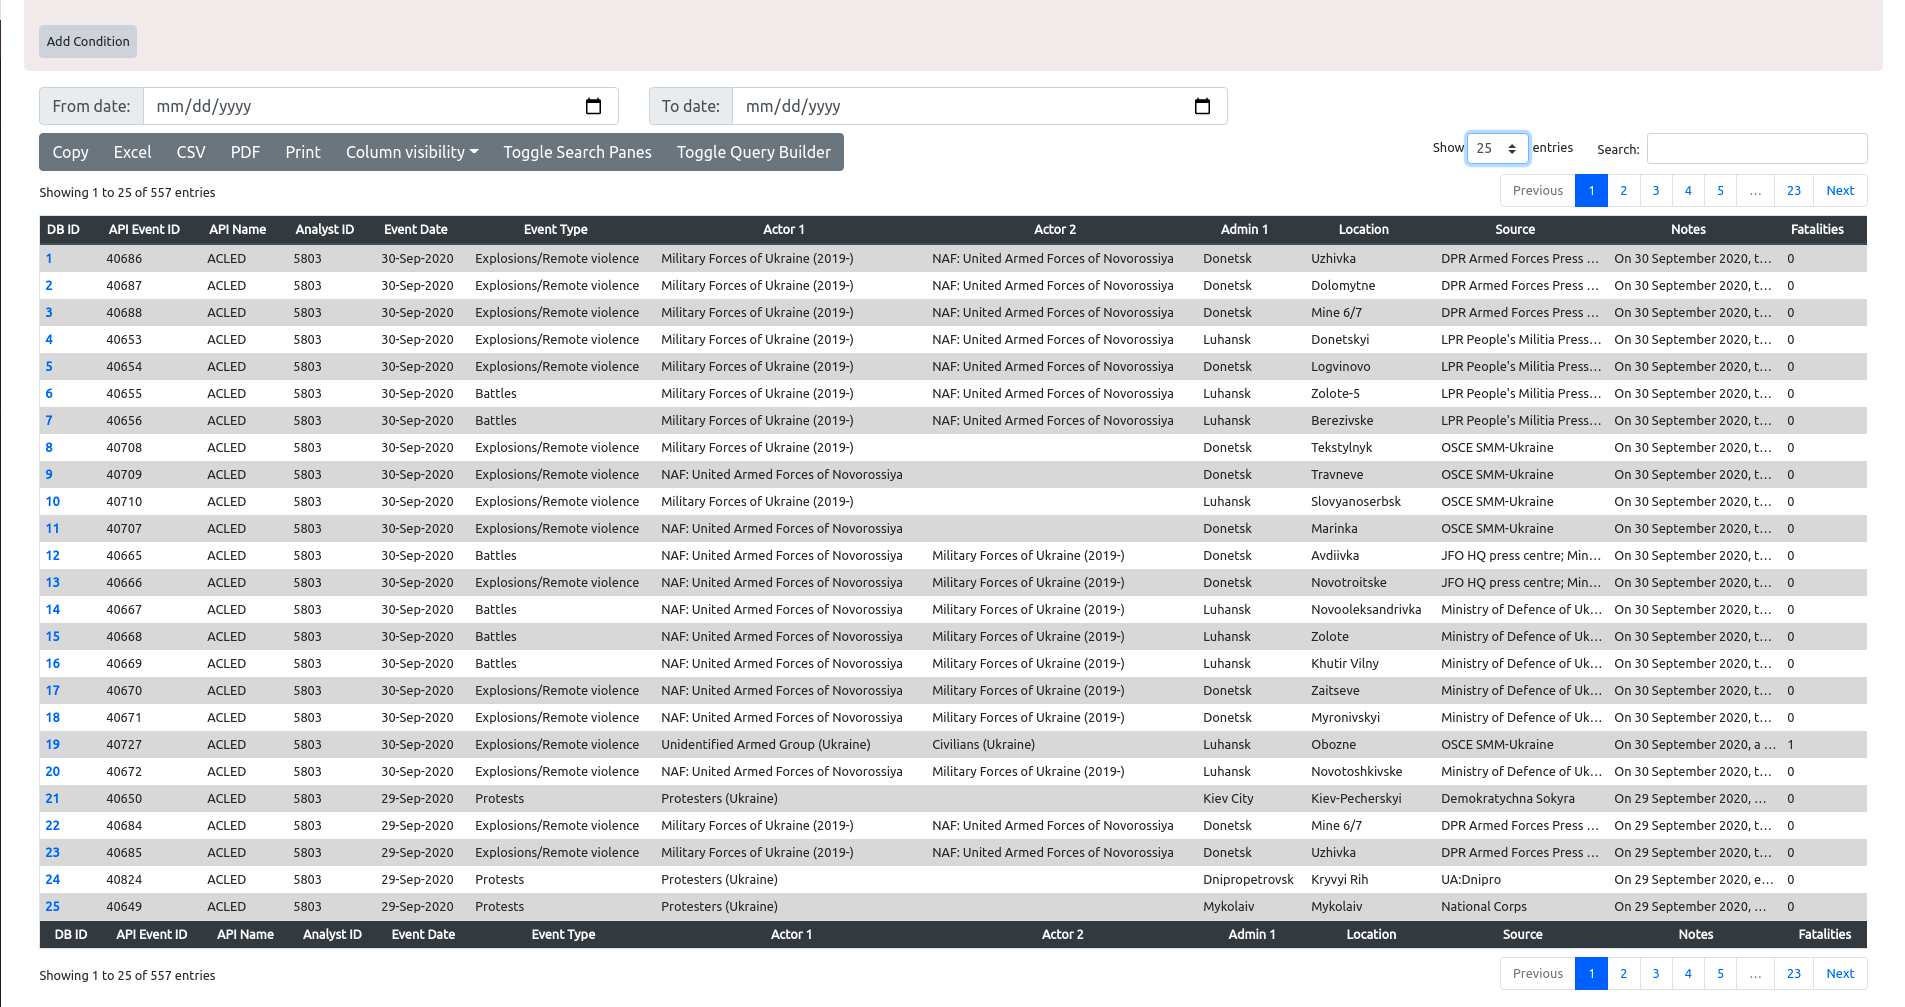 Add Condition
From date: mm/dd/yyyy To date: mm/dd/yyyy
Copy Excel CSV PDF Print Column visibility Toggle Search Panes Toggle Query Builder Show 25 entries Search:
Showing 1 to 25 of 557 entries Previous 1 2 3 4 5 … 23 Next
DB ID API Event ID API Name Analyst ID Event Date Event Type Actor 1 Actor 2 Admin 1 Location Source Notes Fatalities
1 40686 ACLED 5803 30-Sep-2020 Explosions/Remote violence Military Forces of Ukraine (2019-) NAF: United Armed Forces of Novorossiya Donetsk Uzhivka DPR Armed Forces Press ... On 30 September 2020, t... 0
2 40687 ACLED 5803 30-Sep-2020 Explosions/Remote violence Military Forces of Ukraine (2019-) NAF: United Armed Forces of Novorossiya Donetsk Dolomytne DPR Armed Forces Press ... On 30 September 2020, t... 0
3 40688 ACLED 5803 30-Sep-2020 Explosions/Remote violence Military Forces of Ukraine (2019-) NAF: United Armed Forces of Novorossiya Donetsk Mine 6/7 DPR Armed Forces Press ... On 30 September 2020, t... 0
4 40653 ACLED 5803 30-Sep-2020 Explosions/Remote violence Military Forces of Ukraine (2019-) NAF: United Armed Forces of Novorossiya Luhansk Donetskyi LPR People's Militia Press... On 30 September 2020, t... 0
5 40654 ACLED 5803 30-Sep-2020 Explosions/Remote violence Military Forces of Ukraine (2019-) NAF: United Armed Forces of Novorossiya Donetsk Logvinovo LPR People's Militia Press... On 30 September 2020, t... 0
6 40655 ACLED 5803 30-Sep-2020 Battles Military Forces of Ukraine (2019-) NAF: United Armed Forces of Novorossiya Luhansk Zolote-5 LPR People's Militia Press... On 30 September 2020, t... 0
7 40656 ACLED 5803 30-Sep-2020 Battles Military Forces of Ukraine (2019-) NAF: United Armed Forces of Novorossiya Luhansk Berezivske LPR People's Militia Press... On 30 September 2020, t... 0
8 40708 ACLED 5803 30-Sep-2020 Explosions/Remote violence Military Forces of Ukraine (2019-) Donetsk Tekstylnyk OSCE SMM-Ukraine On 30 September 2020, t... 0
9 40709 ACLED 5803 30-Sep-2020 Explosions/Remote violence NAF: United Armed Forces of Novorossiya Donetsk Travneve OSCE SMM-Ukraine On 30 September 2020, t... 0
10 40710 ACLED 5803 30-Sep-2020 Explosions/Remote violence Military Forces of Ukraine (2019-) Luhansk Slovyanoserbsk OSCE SMM-Ukraine On 30 September 2020, t... 0
11 40707 ACLED 5803 30-Sep-2020 Explosions/Remote violence NAF: United Armed Forces of Novorossiya Donetsk Marinka OSCE SMM-Ukraine On 30 September 2020, t... 0
12 40665 ACLED 5803 30-Sep-2020 Battles NAF: United Armed Forces of Novorossiya Military Forces of Ukraine (2019-) Donetsk Avdiivka JFO HQ press centre; Min... On 30 September 2020, t... 0
13 40666 ACLED 5803 30-Sep-2020 Explosions/Remote violence NAF: United Armed Forces of Novorossiya Military Forces of Ukraine (2019-) Donetsk Novotroitske JFO HQ press centre; Min... On 30 September 2020, t... 0
14 40667 ACLED 5803 30-Sep-2020 Battles NAF: United Armed Forces of Novorossiya Military Forces of Ukraine (2019-) Luhansk Novooleksandrivka Ministry of Defence of Uk... On 30 September 2020, t... 0
15 40668 ACLED 5803 30-Sep-2020 Battles NAF: United Armed Forces of Novorossiya Military Forces of Ukraine (2019-) Luhansk Zolote Ministry of Defence of Uk... On 30 September 2020, t... 0
16 40669 ACLED 5803 30-Sep-2020 Battles NAF: United Armed Forces of Novorossiya Military Forces of Ukraine (2019-) Luhansk Khutir Vilny Ministry of Defence of Uk... On 30 September 2020, t... 0
17 40670 ACLED 5803 30-Sep-2020 Explosions/Remote violence NAF: United Armed Forces of Novorossiya Military Forces of Ukraine (2019-) Donetsk Zaitseve Ministry of Defence of Uk... On 30 September 2020, t... 0
18 40671 ACLED 5803 30-Sep-2020 Explosions/Remote violence NAF: United Armed Forces of Novorossiya Military Forces of Ukraine (2019-) Donetsk Myronivskyi Ministry of Defence of Uk... On 30 September 2020, t... 0
19 40727 ACLED 5803 30-Sep-2020 Explosions/Remote violence Unidentified Armed Group (Ukraine) Civilians (Ukraine) Luhansk Obozne OSCE SMM-Ukraine On 30 September 2020, a ... 1
20 40672 ACLED 5803 30-Sep-2020 Explosions/Remote violence NAF: United Armed Forces of Novorossiya Military Forces of Ukraine (2019-) Luhansk Novotoshkivske Ministry of Defence of Uk... On 30 September 2020, t... 0
21 40650 ACLED 5803 29-Sep-2020 Protests Protesters (Ukraine) Kiev City Kiev-Pecherskyi Demokratychna Sokyra On 29 September 2020, ... 0
22 40684 ACLED 5803 29-Sep-2020 Explosions/Remote violence Military Forces of Ukraine (2019-) NAF: United Armed Forces of Novorossiya Donetsk Mine 6/7 DPR Armed Forces Press ... On 29 September 2020, t... 0
23 40685 ACLED 5803 29-Sep-2020 Explosions/Remote violence Military Forces of Ukraine (2019-) NAF: United Armed Forces of Novorossiya Donetsk Uzhivka DPR Armed Forces Press ... On 29 September 2020, t... 0
24 40824 ACLED 5803 29-Sep-2020 Protests Protesters (Ukraine) Dnipropetrovsk Kryvyi Rih UA:Dnipro On 29 September 2020, e... 0
25 40649 ACLED 5803 29-Sep-2020 Protests Protesters (Ukraine) Mykolaiv Mykolaiv National Corps On 29 September 2020, ... 0
DB ID API Event ID API Name Analyst ID Event Date Event Type Actor 1 Actor 2 Admin 1 Location Source Notes Fatalities
Showing 1 to 25 of 557 entries Previous 1 2 3 4 5 … 23 Next